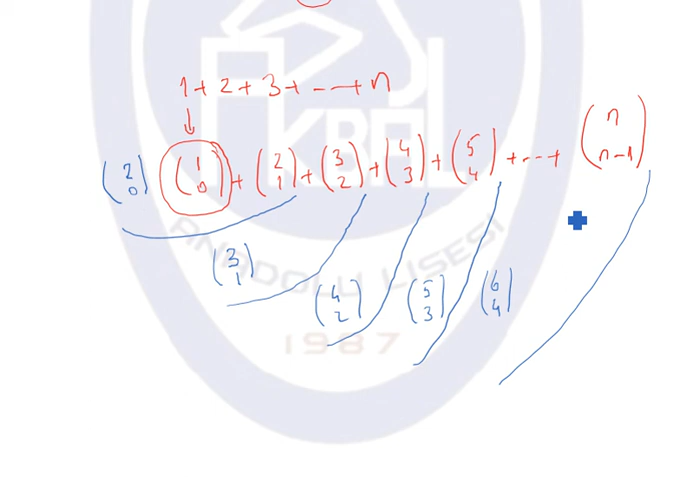 1 + 2 + 3 + ... + n
↓
(2 0) (1 0) + (2 1) + (3 2) + (4 3) + (5 4) + ... + (n n-1)
(3 1)
(4 2) (5 3) (6 4)
ANADOLU LİSESİ
1987